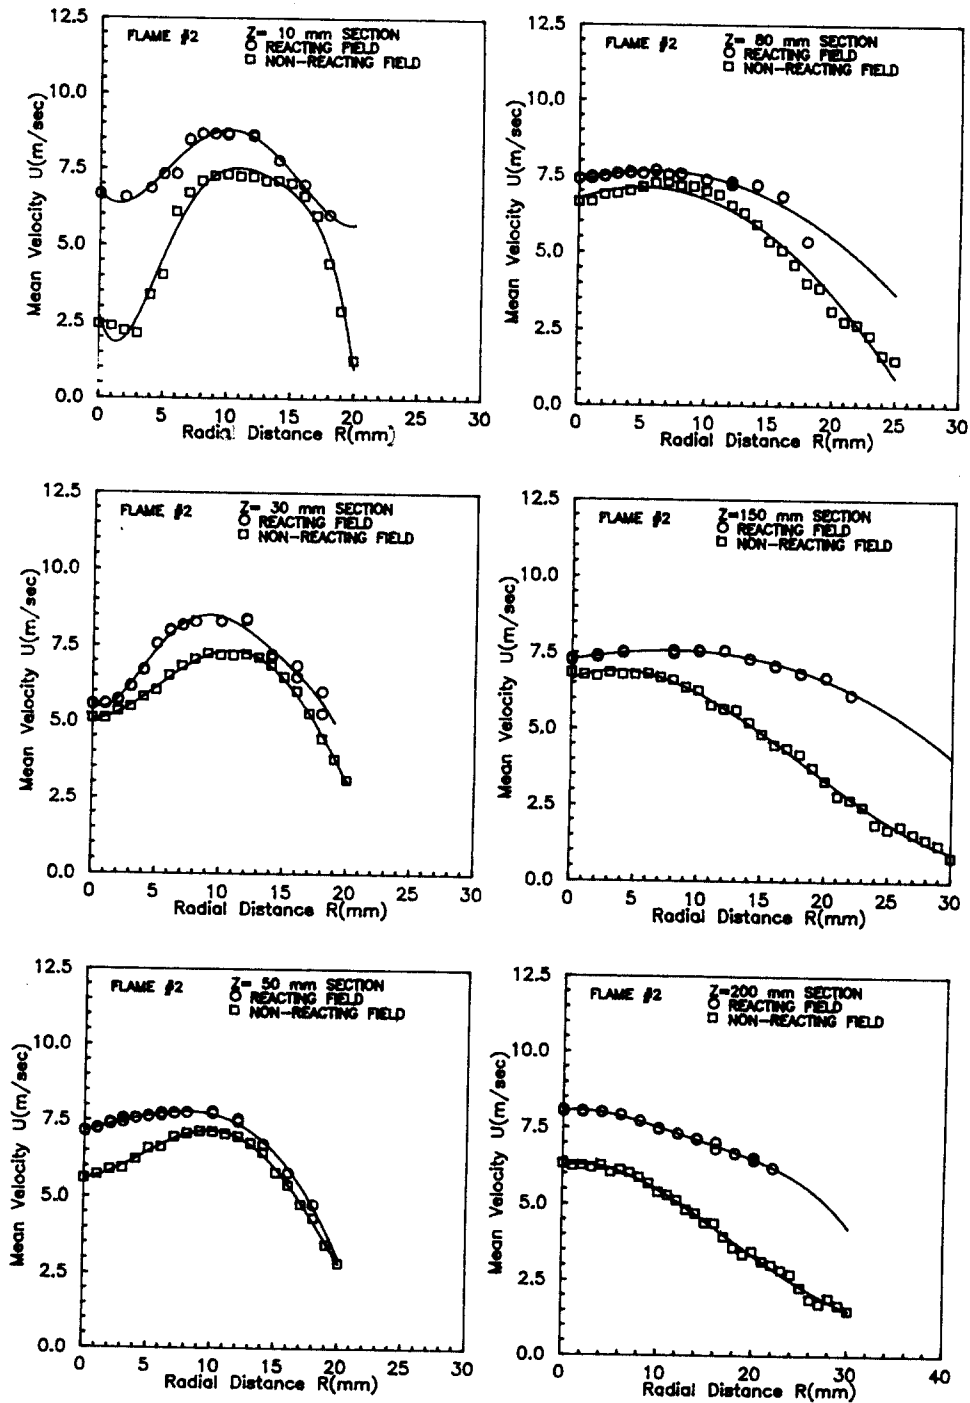 12.5
10.0
7.5
5.0
2.5
0.0
Mean Velocity U(m/sec)
FLAME #2
Z= 10 mm SECTION
REACTING FIELD
NON-REACTING FIELD
0 5 10 15 20 25 30
Radial Distance R(mm)
12.5
10.0
7.5
5.0
2.5
0.0
Mean Velocity U(m/sec)
FLAME #2
Z= 80 mm SECTION
REACTING FIELD
NON-REACTING FIELD
0 5 10 15 20 25 30
Radial Distance R(mm)
12.5
10.0
7.5
5.0
2.5
0.0
Mean Velocity U(m/sec)
FLAME #2
Z= 30 mm SECTION
REACTING FIELD
NON-REACTING FIELD
0 5 10 15 20 25 30
Radial Distance R(mm)
12.5
10.0
7.5
5.0
2.5
0.0
Mean Velocity U(m/sec)
FLAME #2
Z=150 mm SECTION
REACTING FIELD
NON-REACTING FIELD
0 5 10 15 20 25 30
Radial Distance R(mm)
12.5
10.0
7.5
5.0
2.5
0.0
Mean Velocity U(m/sec)
FLAME #2
Z= 50 mm SECTION
REACTING FIELD
NON-REACTING FIELD
0 5 10 15 20 25 30
Radial Distance R(mm)
12.5
10.0
7.5
5.0
2.5
0.0
Mean Velocity U(m/sec)
FLAME #2
Z=200 mm SECTION
REACTING FIELD
NON-REACTING FIELD
0 10 20 30 40
Radial Distance R(mm)